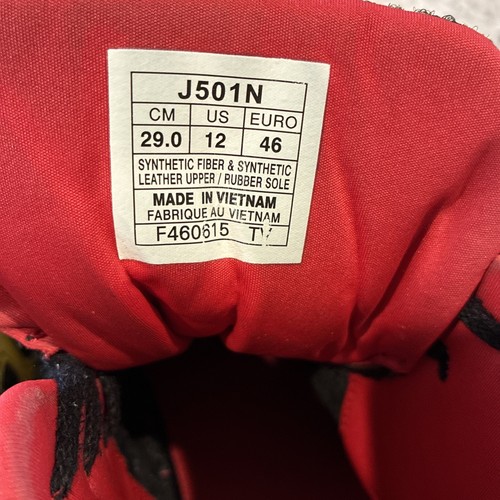 J501N
CM US EURO
29.0 12 46
SYNTHETIC FIBER & SYNTHETIC
LEATHER UPPER / RUBBER SOLE
MADE IN VIETNAM
FABRIQUE AU VIETNAM
F460615 TY